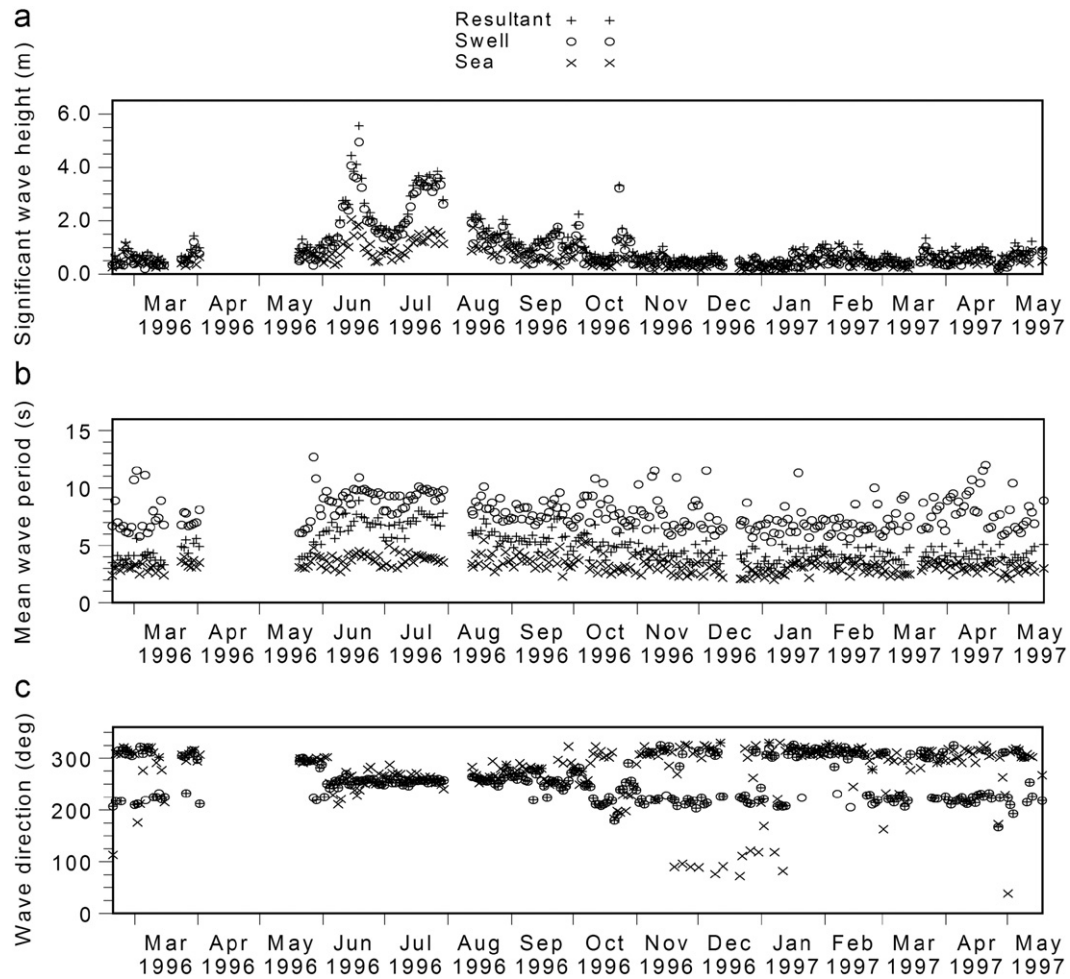 a
Resultant + +
Swell o o
Sea × ×
Significant wave height (m)
6.0
4.0
2.0
0.0
Mar Apr May Jun Jul Aug Sep Oct Nov Dec Jan Feb Mar Apr May
1996 1996 1996 1996 1996 1996 1996 1996 1996 1996 1997 1997 1997 1997 1997
b
Mean wave period (s)
15
10
5
0
Mar Apr May Jun Jul Aug Sep Oct Nov Dec Jan Feb Mar Apr May
1996 1996 1996 1996 1996 1996 1996 1996 1996 1996 1997 1997 1997 1997 1997
c
Wave direction (deg)
300
200
100
0
Mar Apr May Jun Jul Aug Sep Oct Nov Dec Jan Feb Mar Apr May
1996 1996 1996 1996 1996 1996 1996 1996 1996 1996 1997 1997 1997 1997 1997